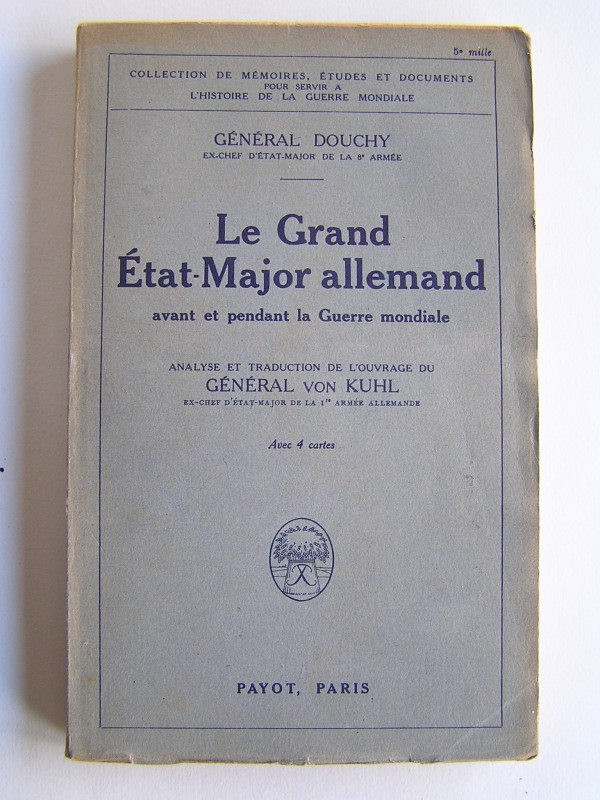 5e mille
COLLECTION DE MÉMOIRES, ÉTUDES ET DOCUMENTS
POUR SERVIR A
L'HISTOIRE DE LA GUERRE MONDIALE
GÉNÉRAL DOUCHY
EX-CHEF D'ÉTAT-MAJOR DE LA 8e ARMÉE
Le Grand
État-Major allemand
avant et pendant la Guerre mondiale
ANALYSE ET TRADUCTION DE L'OUVRAGE DU
GÉNÉRAL VON KUHL
EX-CHEF D'ÉTAT-MAJOR DE LA 1re ARMÉE ALLEMANDE
Avec 4 cartes
PAYOT, PARIS